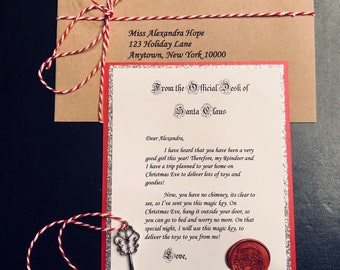 Miss Alexandra Hope
123 Holiday Lane
Anytown, New York 10000
From the Official Desk of
Santa Claus
Dear Alexandra,
I have heard that you have been a very
good girl this year! Therefore, my Reindeer and
I have a trip planned to your home on
Christmas Eve to deliver lots of toys and
goodies!
Now, you have no chimney, its clear to
see, as I've sent you this magic key. On
Christmas Eve, hang it outside your door, so
you can go to bed and worry no more. On that
special night, I will use this magic key, to
deliver the toys to you from me!
Love,